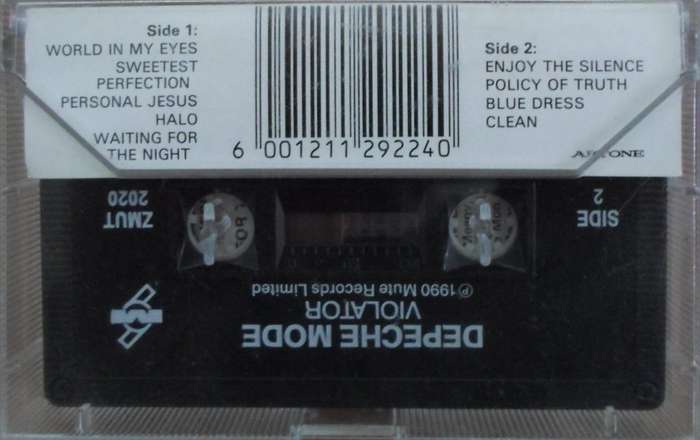 Side 1:
WORLD IN MY EYES
SWEETEST
PERFECTION
PERSONAL JESUS
HALO
WAITING FOR
THE NIGHT
6 001211 292240
Side 2:
ENJOY THE SILENCE
POLICY OF TRUTH
BLUE DRESS
CLEAN
ARTONE
ZMUT
2020
SIDE
2
℗ 1990 Mute Records Limited
VIOLATOR
DEPECHE MODE